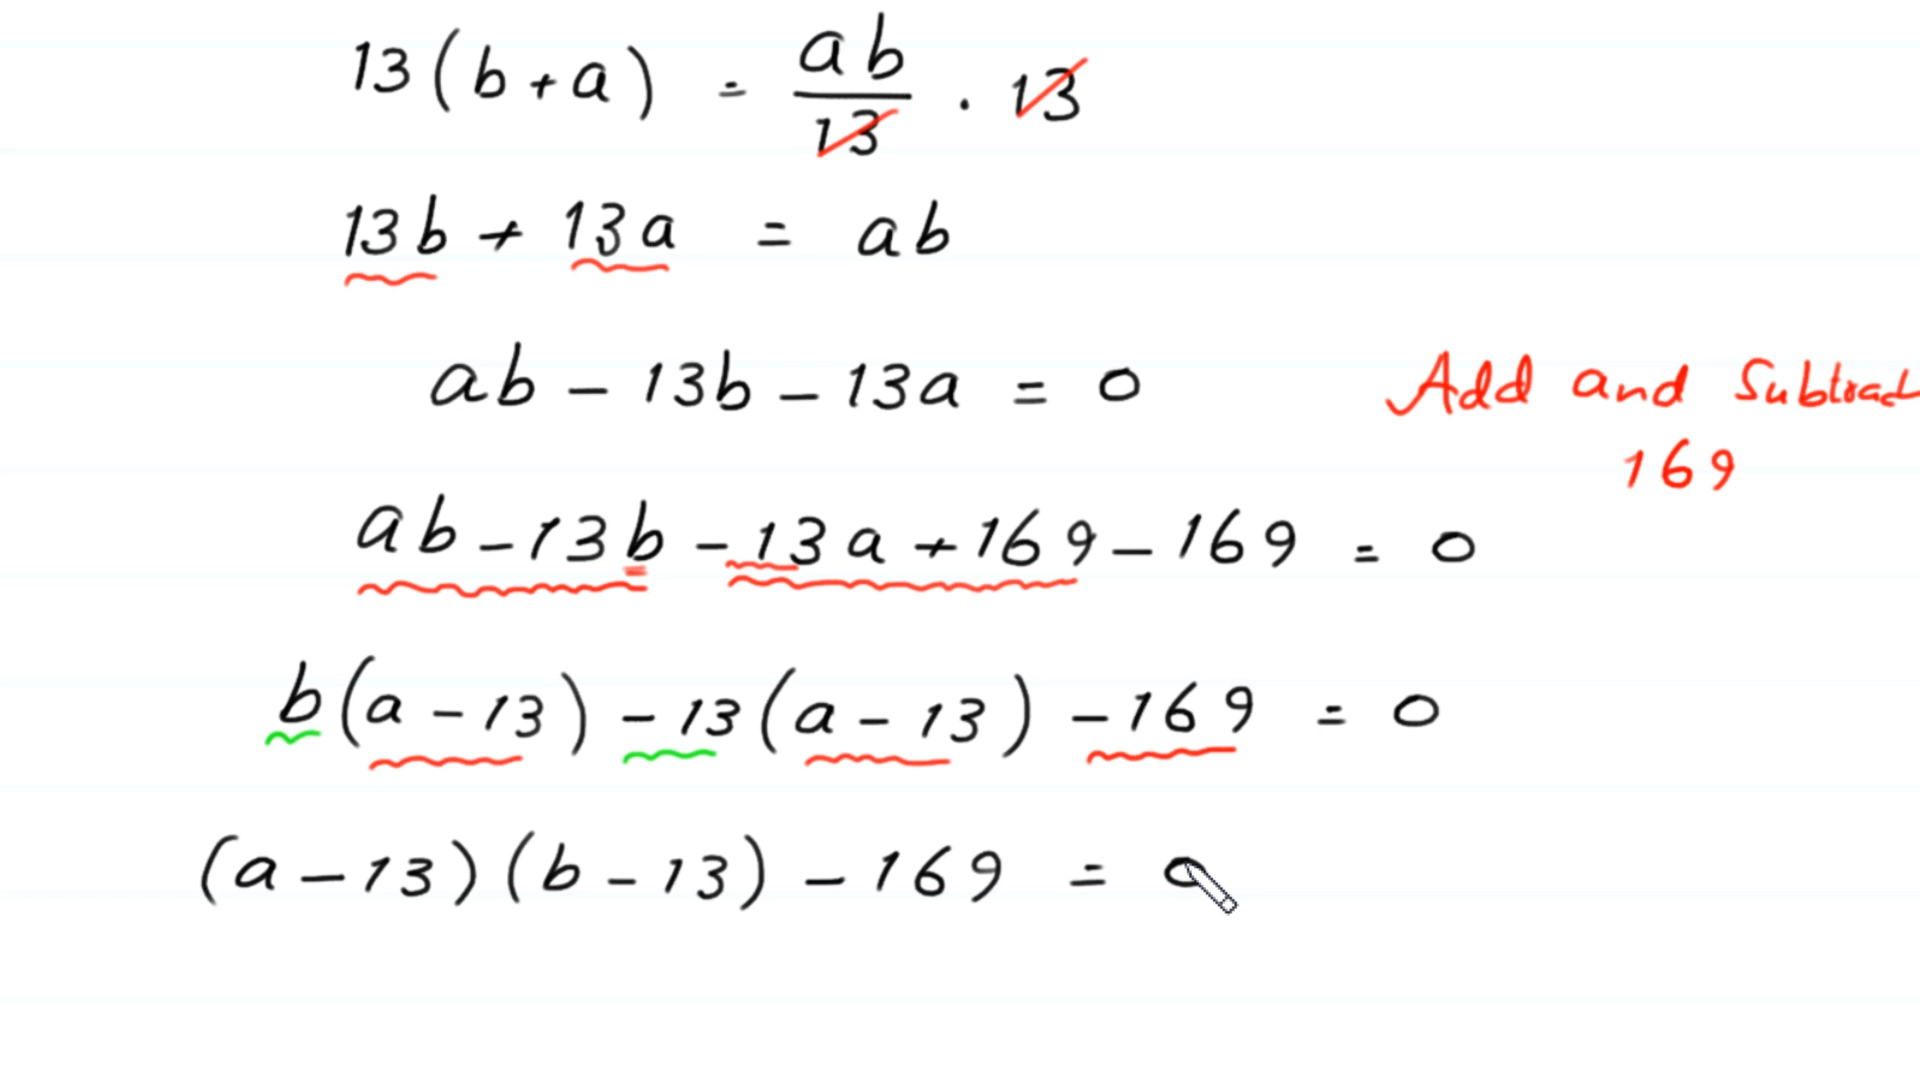 13(b+a) = ab/13 . 13
13b + 13a = ab
ab - 13b - 13a = 0
Add and Subtract
169
ab - 13b - 13a + 169 - 169 = 0
b(a - 13) - 13(a - 13) - 169 = 0
(a - 13)(b - 13) - 169 = 0